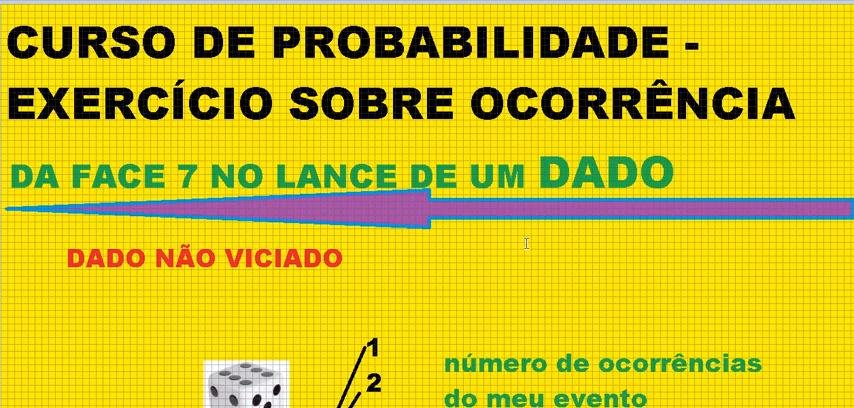 CURSO DE PROBABILIDADE -
EXERCÍCIO SOBRE OCORRÊNCIA
DA FACE 7 NO LANCE DE UM DADO
DADO NÃO VICIADO
1
2
número de ocorrências
do meu evento